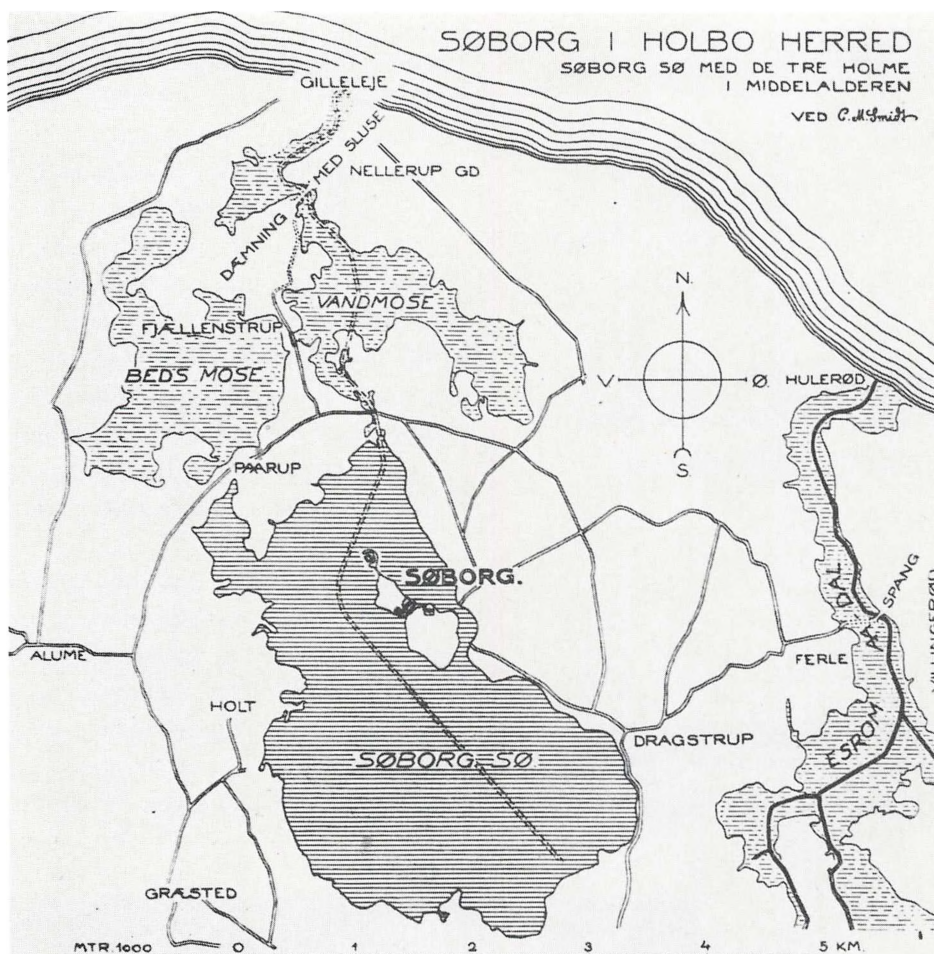 SØBORG I HOLBO HERRED
SØBORG SØ MED DE TRE HOLME
I MIDDELALDEREN
VED C.M.Smidt
GILLELEJE
DÆMNING MED SLUSE
NELLERUP GD
VANDMOSE
FJÆLLENSTRUP
BEDS MOSE
N.
V
Ø.
S
HULERØD
PAARUP
SØBORG.
SPANG
ESROM Å DAL
FERLE
ALUME
HOLT
DRAGSTRUP
SØBORG SØ
GRÆSTED
MTR. 1000 0 1 2 3 4 5 KM.